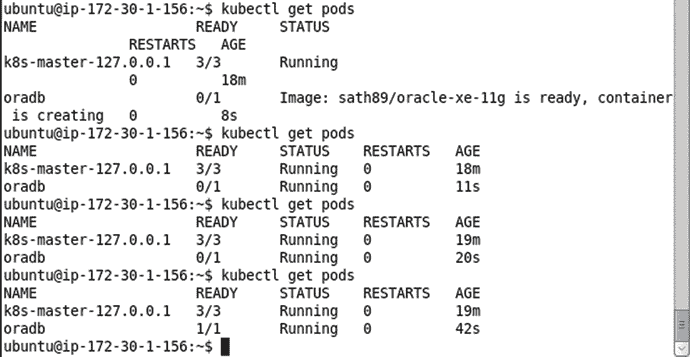 ubuntu@ip-172-30-1-156:~$ kubectl get pods
NAME                   READY     STATUS
               RESTARTS   AGE
k8s-master-127.0.0.1   3/3       Running
               0          18m
oradb                  0/1       Image: sath89/oracle-xe-11g is ready, container
 is creating   0          8s
ubuntu@ip-172-30-1-156:~$ kubectl get pods
NAME                   READY     STATUS    RESTARTS   AGE
k8s-master-127.0.0.1   3/3       Running   0          18m
oradb                  0/1       Running   0          11s
ubuntu@ip-172-30-1-156:~$ kubectl get pods
NAME                   READY     STATUS    RESTARTS   AGE
k8s-master-127.0.0.1   3/3       Running   0          19m
oradb                  0/1       Running   0          20s
ubuntu@ip-172-30-1-156:~$ kubectl get pods
NAME                   READY     STATUS    RESTARTS   AGE
k8s-master-127.0.0.1   3/3       Running   0          19m
oradb                  1/1       Running   0          42s
ubuntu@ip-172-30-1-156:~$